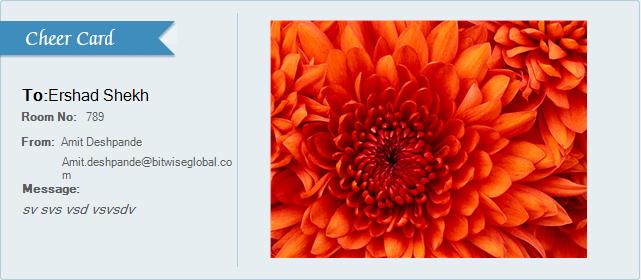 Cheer Card
To:Ershad Shekh
Room No: 789
From: Amit Deshpande
Amit.deshpande@bitwiseglobal.co
m
Message:
sv svs vsd vsvsdv